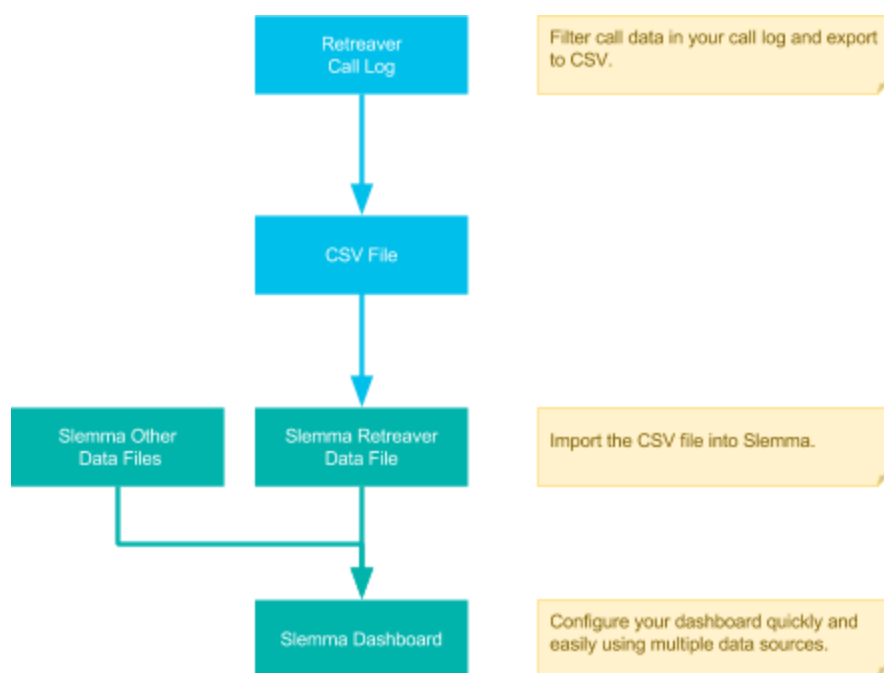 Retreaver
Call Log
Filter call data in your call log and export
to CSV.
CSV File
Slemma Other
Data Files
Slemma Retreaver
Data File
Import the CSV file into Slemma.
Slemma Dashboard
Configure your dashboard quickly and
easily using multiple data sources.